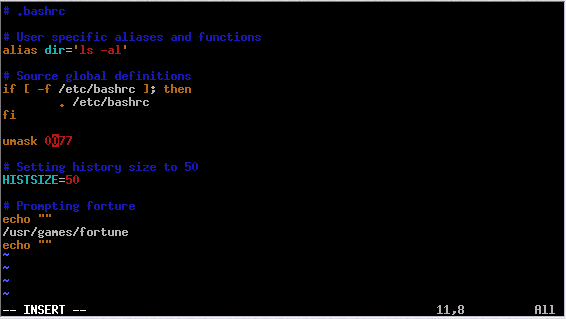 # .bashrc
# User specific aliases and functions
alias dir='ls -al'
# Source global definitions
if [ -f /etc/bashrc ]; then
. /etc/bashrc
fi
umask 0077
# Setting history size to 50
HISTSIZE=50
# Prompting forture
echo ""
/usr/games/fortune
echo ""
~
~
~
~
-- INSERT -- 11,8 All